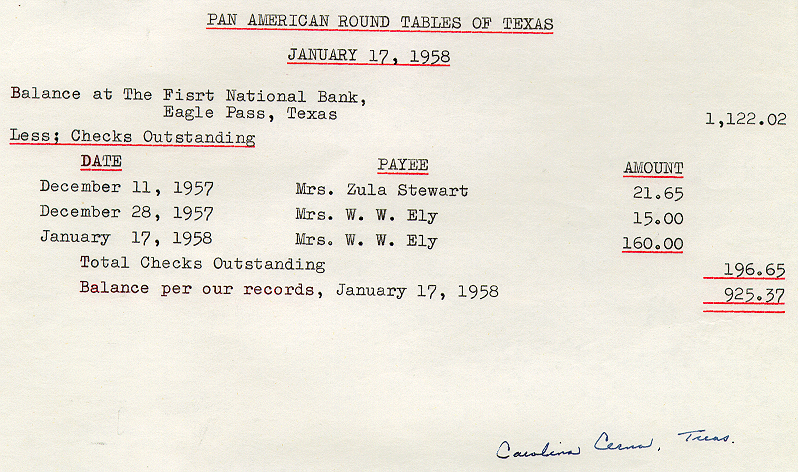 PAN AMERICAN ROUND TABLES OF TEXAS
JANUARY 17, 1958
Balance at The Fisrt National Bank,
Eagle Pass, Texas 1,122.02
Less; Checks Outstanding
DATE PAYEE AMOUNT
December 11, 1957 Mrs. Zula Stewart 21.65
December 28, 1957 Mrs. W. W. Ely 15.00
January 17, 1958 Mrs. W. W. Ely 160.00
Total Checks Outstanding 196.65
Balance per our records, January 17, 1958 925.37
Carolina Cerna, Treas.